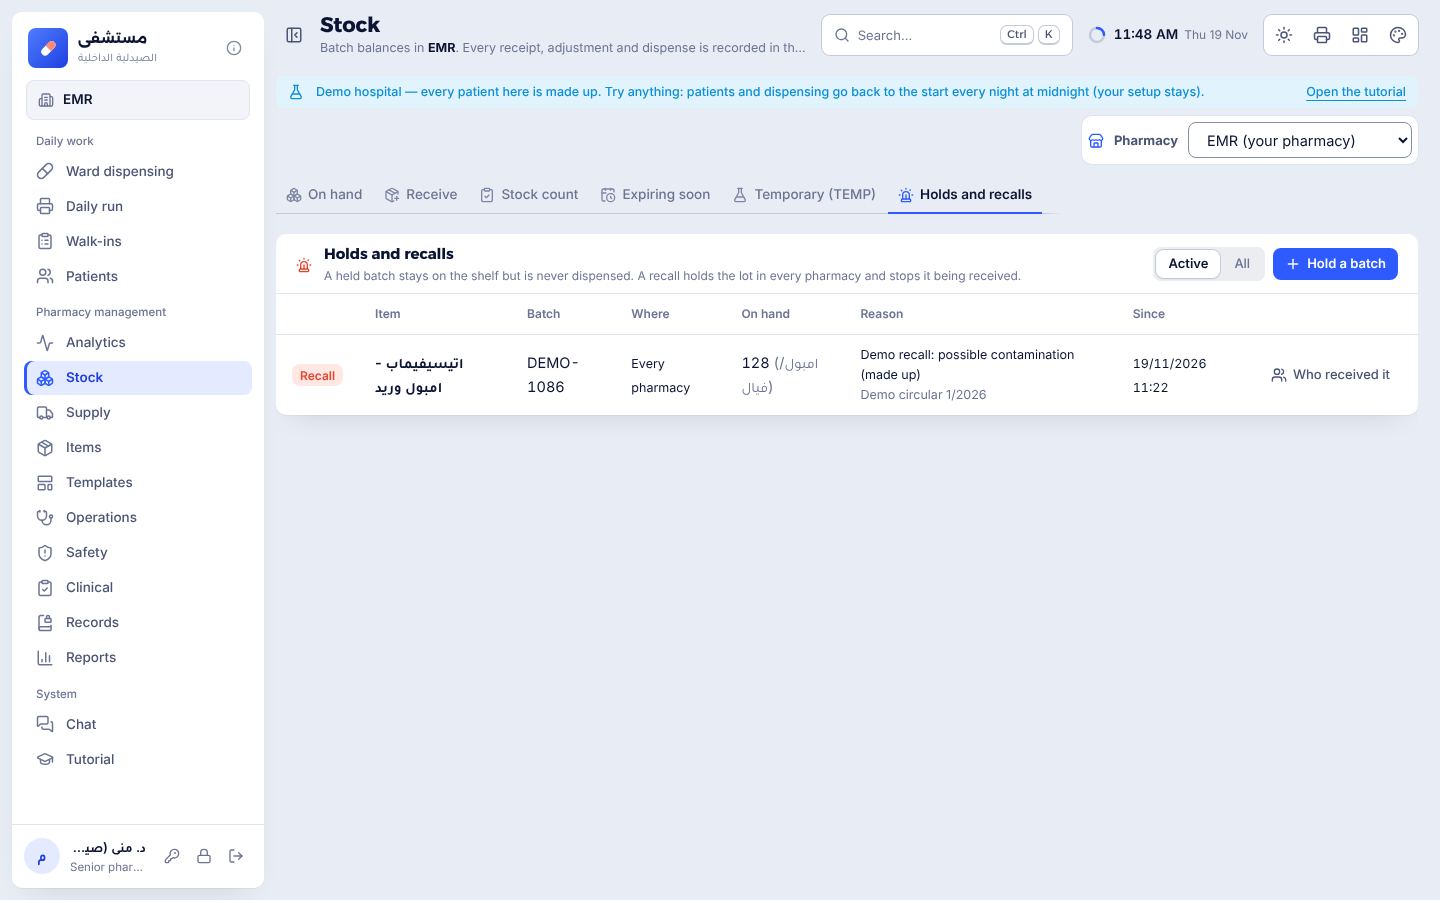 مستشفى
الصيدلية الداخلية
EMR
Daily work
Ward dispensing
Daily run
Walk-ins
Patients
Pharmacy management
Analytics
Stock
Supply
Items
Templates
Operations
Safety
Clinical
Records
Reports
System
Chat
Tutorial
م
د. منى (صيـ...
Senior phar...
Stock
Batch balances in EMR. Every receipt, adjustment and dispense is recorded in th...
Search...
Ctrl K
11:48 AM Thu 19 Nov
Demo hospital — every patient here is made up. Try anything: patients and dispensing go back to the start every night at midnight (your setup stays).
Open the tutorial
Pharmacy
EMR (your pharmacy)
On hand
Receive
Stock count
Expiring soon
Temporary (TEMP)
Holds and recalls
Holds and recalls
A held batch stays on the shelf but is never dispensed. A recall holds the lot in every pharmacy and stops it being received.
Active
All
Hold a batch
Item
Batch
Where
On hand
Reason
Since
Recall
اتيسيفيماب -
امبول وريد
DEMO-
1086
Every
pharmacy
128 (امبول/
فيال)
Demo recall: possible contamination
(made up)
Demo circular 1/2026
19/11/2026
11:22
Who received it